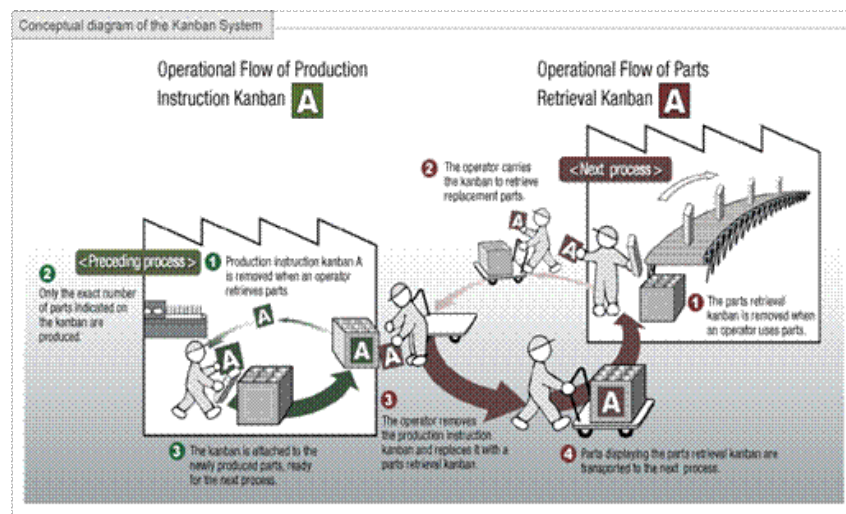 Conceptual diagram of the Kanban System
Operational Flow of Production
Instruction Kanban A
Operational Flow of Parts
Retrieval Kanban A
<Preceding process>
1 Production instruction kanban A
is removed when an operator
retrieves parts
2
Only the exact number
of parts indicated on
the kanban are
produced.
A
A
A
A
3 The kanban is attached to the
newly produced parts, ready
for the next process.
<Next process>
1 The parts retrieval
kanban is removed when
an operator uses parts.
2 The operator carries
the kanban to retrieve
replacement parts.
A
A
3
The operator removes
the production instruction
kanban and replaces it with a
parts retrieval kanban.
A
4 Parts displaying the parts retrieval kanban are
transported to the next process.